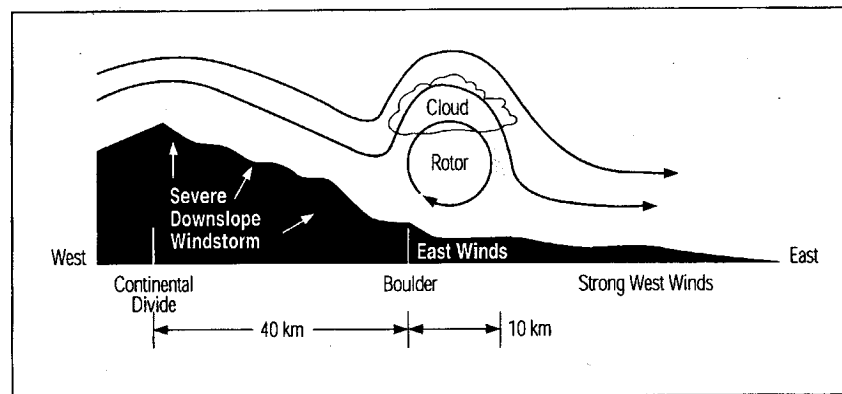 Cloud
Rotor
Severe
Downslope
Windstorm
East Winds
West
East
Continental
Divide
Boulder
Strong West Winds
40 km
10 km